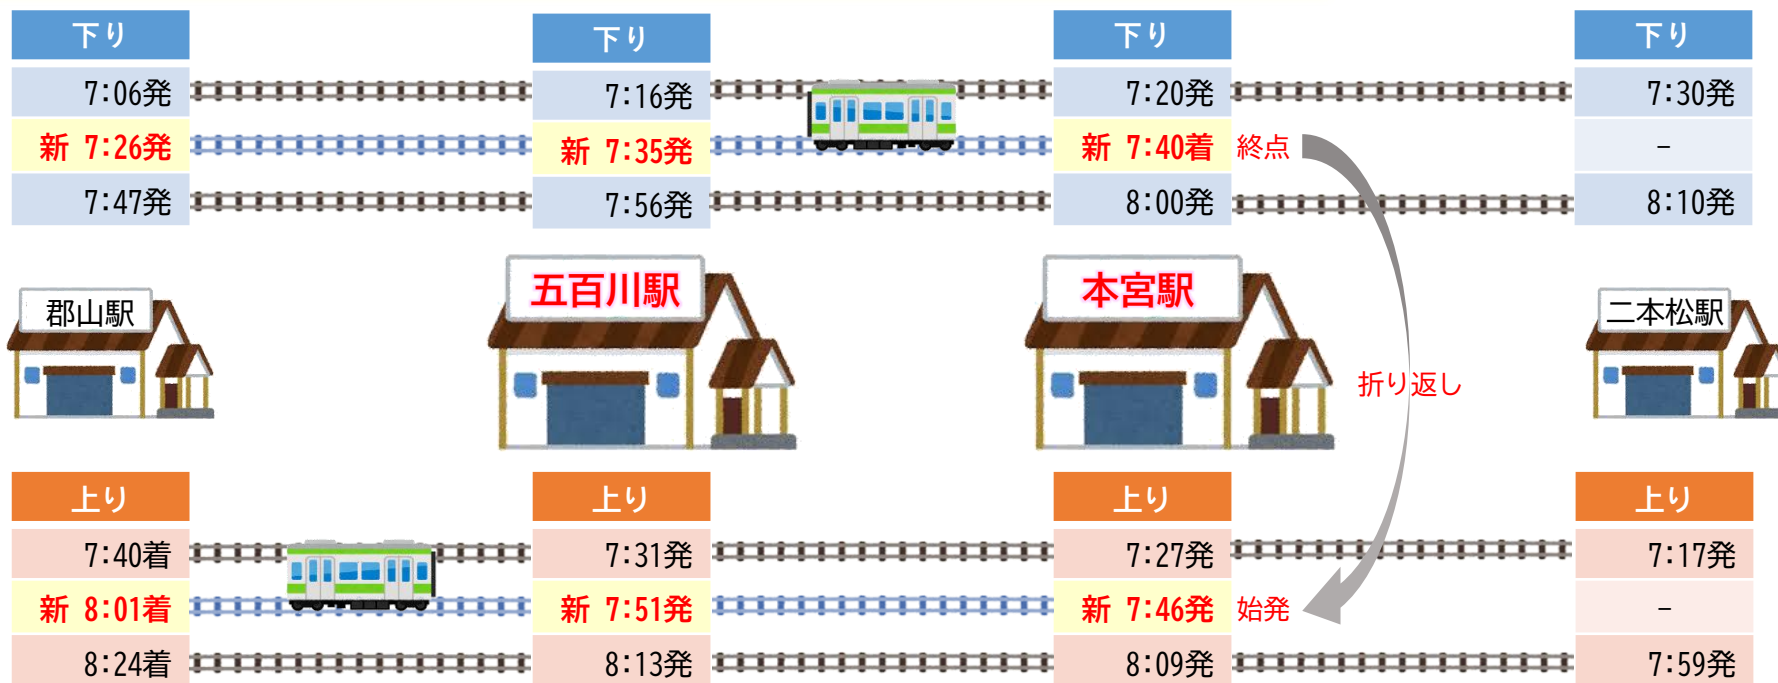 下り 下り 下り 下り
7:06発 7:16発 7:20発 7:30発
新 7:26発 新 7:35発 新 7:40着 終点 －
7:47発 7:56発 8:00発 8:10発
郡山駅 五百川駅 本宮駅 二本松駅
折り返し
上り 上り 上り 上り
7:40着 7:31発 7:27発 7:17発
新 8:01着 新 7:51発 新 7:46発 始発 －
8:24着 8:13発 8:09発 7:59発